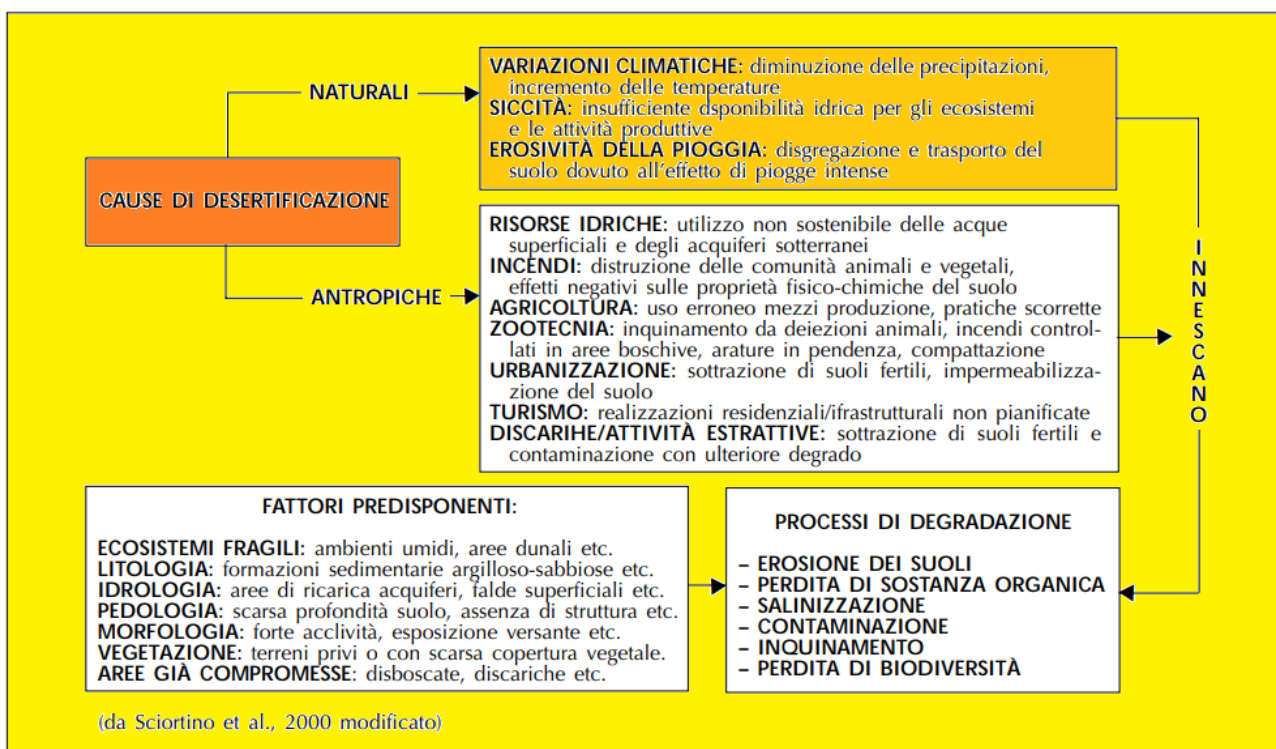 NATURALI
VARIAZIONI CLIMATICHE: diminuzione delle precipitazioni,
incremento delle temperature
SICCITÀ: insufficiente dsponibilità idrica per gli ecosistemi
e le attività produttive
EROSIVITÀ DELLA PIOGGIA: disgregazione e trasporto del
suolo dovuto all'effetto di piogge intense
CAUSE DI DESERTIFICAZIONE
ANTROPICHE
RISORSE IDRICHE: utilizzo non sostenibile delle acque
superficiali e degli acquiferi sotterranei
INCENDI: distruzione delle comunità animali e vegetali,
effetti negativi sulle proprietà fisico-chimiche del suolo
AGRICOLTURA: uso erroneo mezzi produzione, pratiche scorrette
ZOOTECNIA: inquinamento da deiezioni animali, incendi control-
lati in aree boschive, arature in pendenza, compattazione
URBANIZZAZIONE: sottrazione di suoli fertili, impermeabilizza-
zione del suolo
TURISMO: realizzazioni residenziali/ifrastrutturali non pianificate
DISCARIHE/ATTIVITÀ ESTRATTIVE: sottrazione di suoli fertili e
contaminazione con ulteriore degrado
INNESCANO
FATTORI PREDISPONENTI:
ECOSISTEMI FRAGILI: ambienti umidi, aree dunali etc.
LITOLOGIA: formazioni sedimentarie argilloso-sabbiose etc.
IDROLOGIA: aree di ricarica acquiferi, falde superficiali etc.
PEDOLOGIA: scarsa profondità suolo, assenza di struttura etc.
MORFOLOGIA: forte acclività, esposizione versante etc.
VEGETAZIONE: terreni privi o con scarsa copertura vegetale.
AREE GIÀ COMPROMESSE: disboscate, discariche etc.
PROCESSI DI DEGRADAZIONE
– EROSIONE DEI SUOLI
– PERDITA DI SOSTANZA ORGANICA
– SALINIZZAZIONE
– CONTAMINAZIONE
– INQUINAMENTO
– PERDITA DI BIODIVERSITÀ
(da Sciortino et al., 2000 modificato)